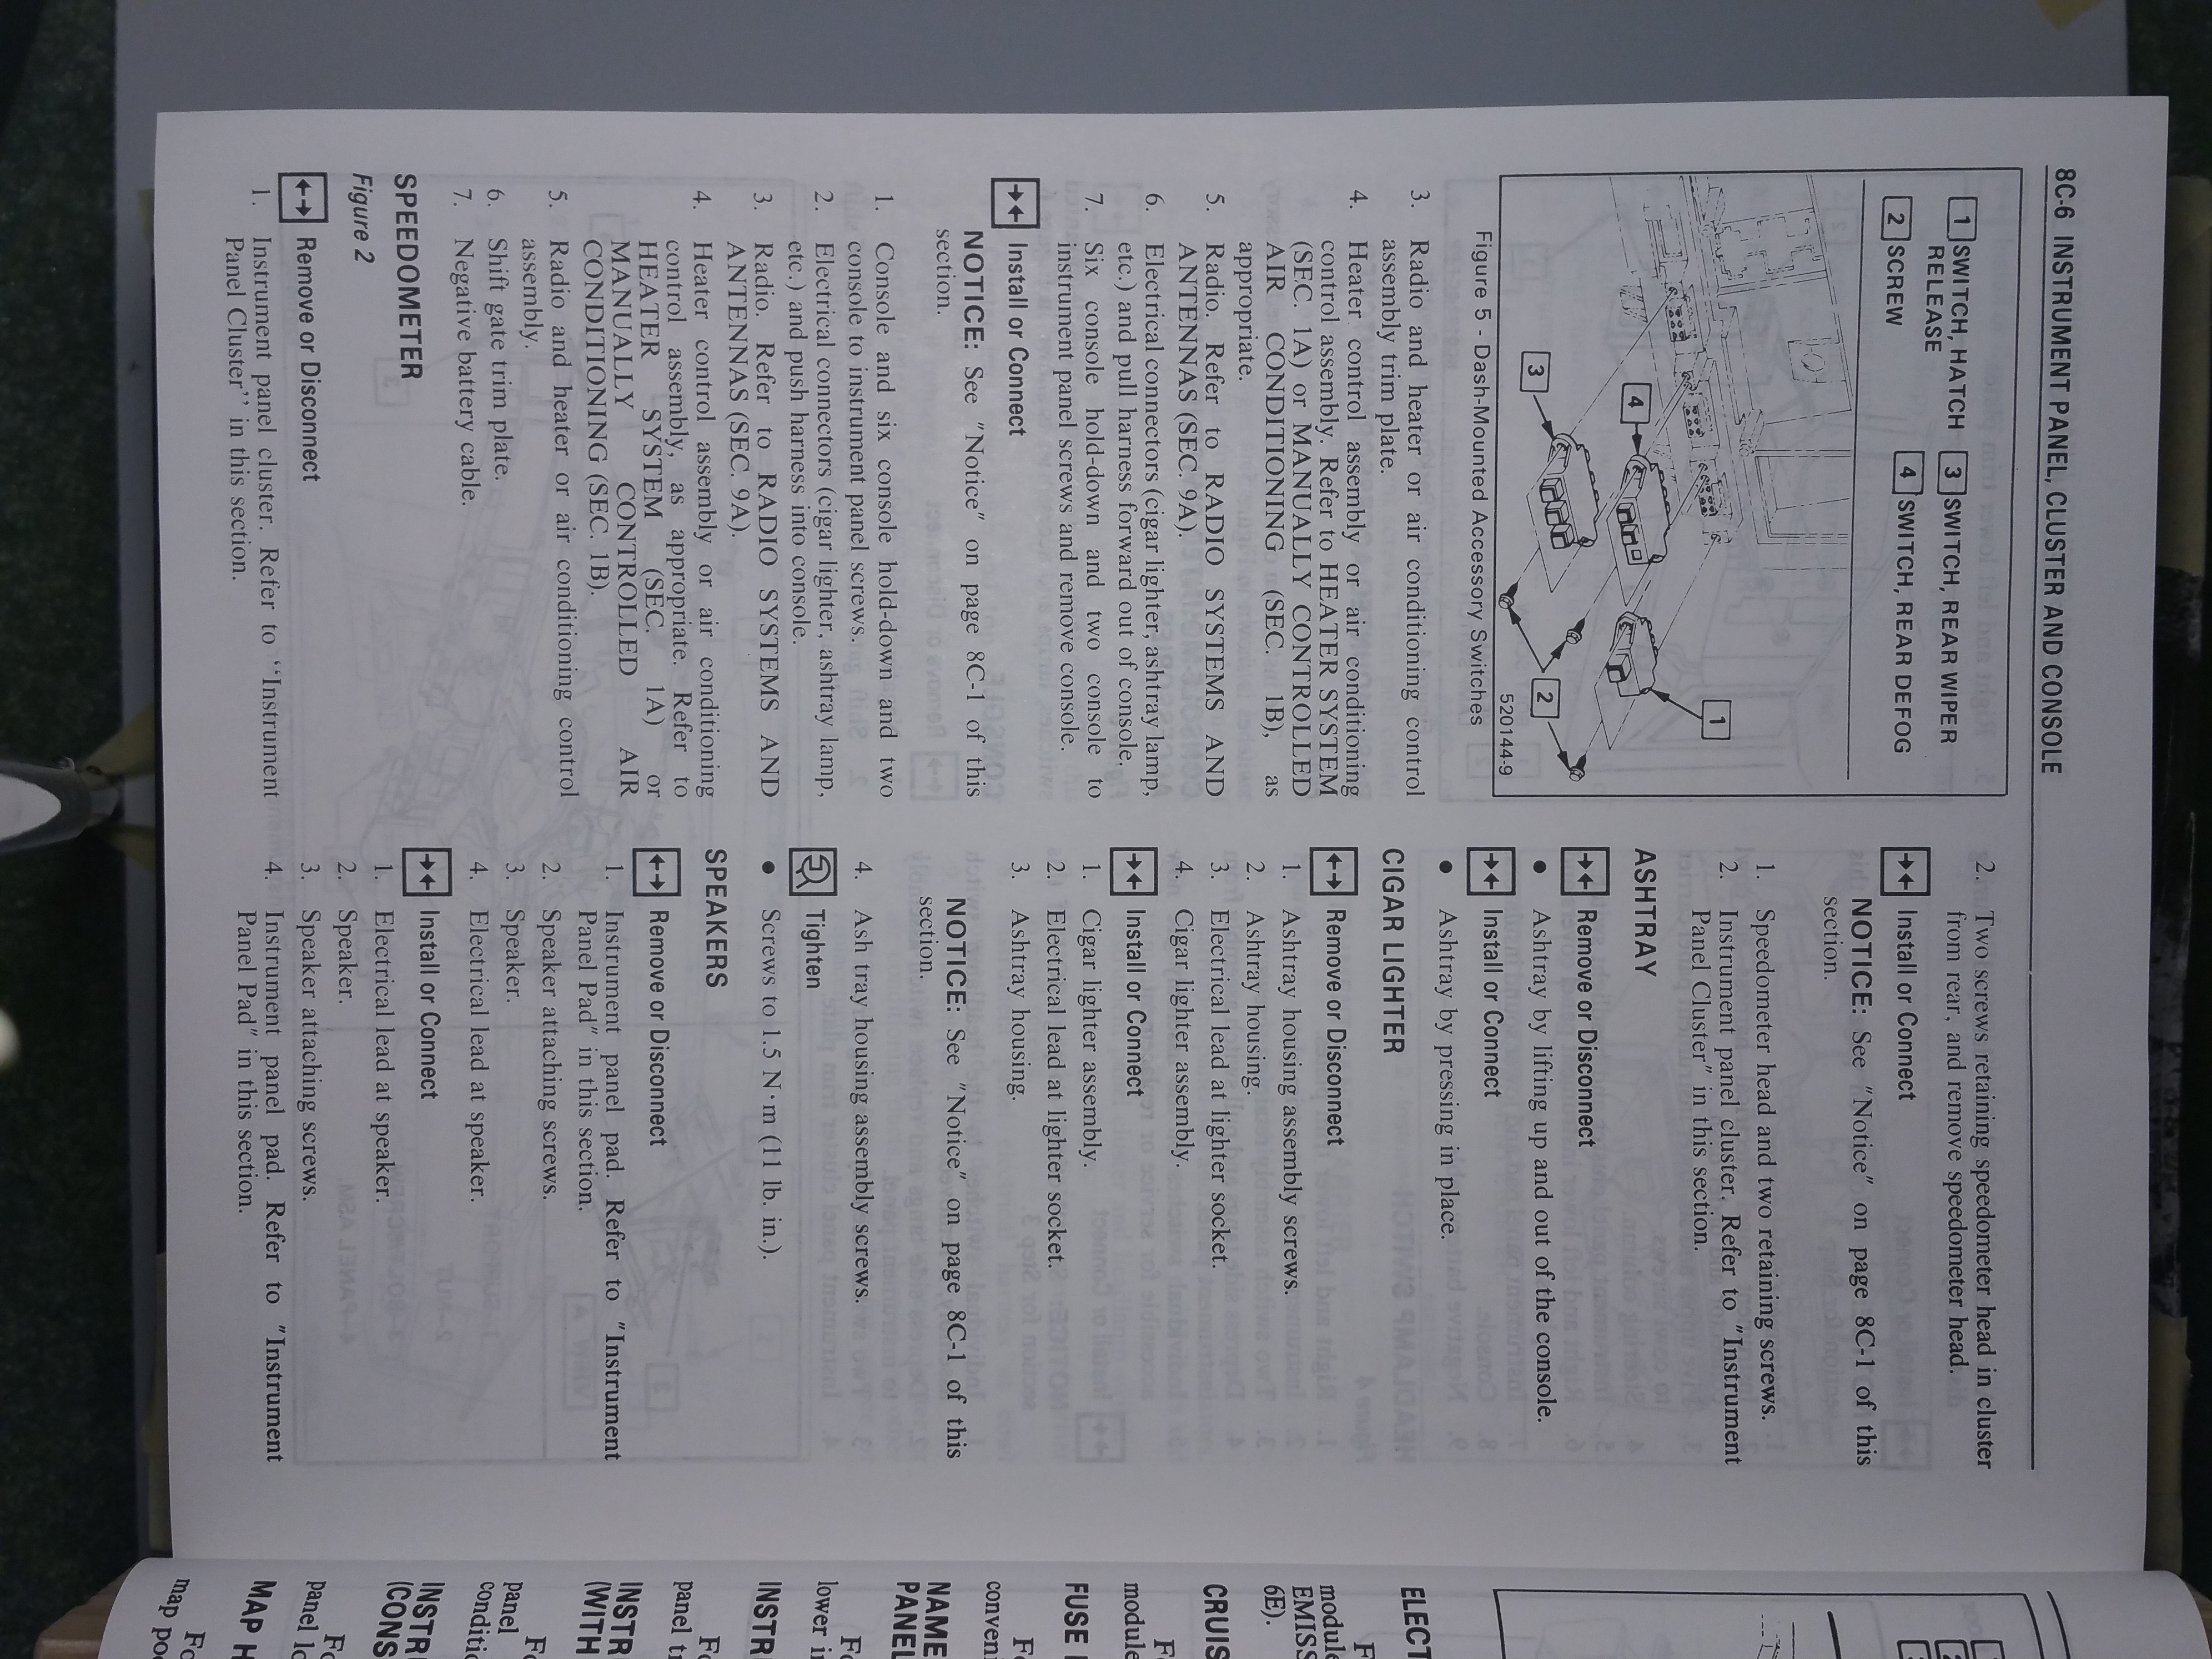 8C-6 INSTRUMENT PANEL, CLUSTER AND CONSOLE
1 SWITCH, HATCH RELEASE
2 SCREW
3 SWITCH, REAR WIPER
4 SWITCH, REAR DEFOG
1
4
3
2
520144-9
Figure 5 - Dash-Mounted Accessory Switches
3. Radio and heater or air conditioning control
assembly trim plate.
4. Heater control assembly or air conditioning
control assembly. Refer to HEATER SYSTEM
(SEC. 1A) or MANUALLY CONTROLLED
AIR CONDITIONING (SEC. 1B), as
appropriate.
5. Radio. Refer to RADIO SYSTEMS AND
ANTENNAS (SEC. 9A).
6. Electrical connectors (cigar lighter, ashtray lamp,
etc.) and pull harness forward out of console.
7. Six console hold-down and two console to
instrument panel screws and remove console.
Install or Connect
NOTICE: See "Notice" on page 8C-1 of this
section.
1. Console and six console hold-down and two
console to instrument panel screws.
2. Electrical connectors (cigar lighter, ashtray lamp,
etc.) and push harness into console.
3. Radio. Refer to RADIO SYSTEMS AND
ANTENNAS (SEC. 9A).
4. Heater control assembly or air conditioning
control assembly, as appropriate. Refer to
HEATER SYSTEM (SEC. 1A) or
MANUALLY CONTROLLED AIR
CONDITIONING (SEC. 1B).
5. Radio and heater or air conditioning control
assembly.
6. Shift gate trim plate.
7. Negative battery cable.
SPEEDOMETER
Figure 2
Remove or Disconnect
1. Instrument panel cluster. Refer to ‘‘Instrument
Panel Cluster’’ in this section.
2. Two screws retaining speedometer head in cluster
from rear, and remove speedometer head.
Install or Connect
NOTICE: See "Notice" on page 8C-1 of this
section.
1. Speedometer head and two retaining screws.
2. Instrument panel cluster. Refer to "Instrument
Panel Cluster" in this section.
ASHTRAY
Remove or Disconnect
● Ashtray by lifting up and out of the console.
Install or Connect
● Ashtray by pressing in place.
CIGAR LIGHTER
Remove or Disconnect
1. Ashtray housing assembly screws.
2. Ashtray housing.
3. Electrical lead at lighter socket.
4. Cigar lighter assembly.
Install or Connect
1. Cigar lighter assembly.
2. Electrical lead at lighter socket.
3. Ashtray housing.
NOTICE: See "Notice" on page 8C-1 of this
section.
4. Ash tray housing assembly screws.
Tighten
● Screws to 1.5 N·m (11 lb. in.).
SPEAKERS
Remove or Disconnect
1. Instrument panel pad. Refer to "Instrument
Panel Pad" in this section.
2. Speaker attaching screws.
3. Speaker.
4. Electrical lead at speaker.
Install or Connect
1. Electrical lead at speaker.
2. Speaker.
3. Speaker attaching screws.
4. Instrument panel pad. Refer to "Instrument
Panel Pad" in this section.
ELECT
module
EMISS
6E).
CRUIS
module
FUSE
conven
NAME
PANEL
lower i
INSTR
panel t
INSTR
(WITH
panel
conditi
INSTR
(CONS
panel lo
MAP H
map po